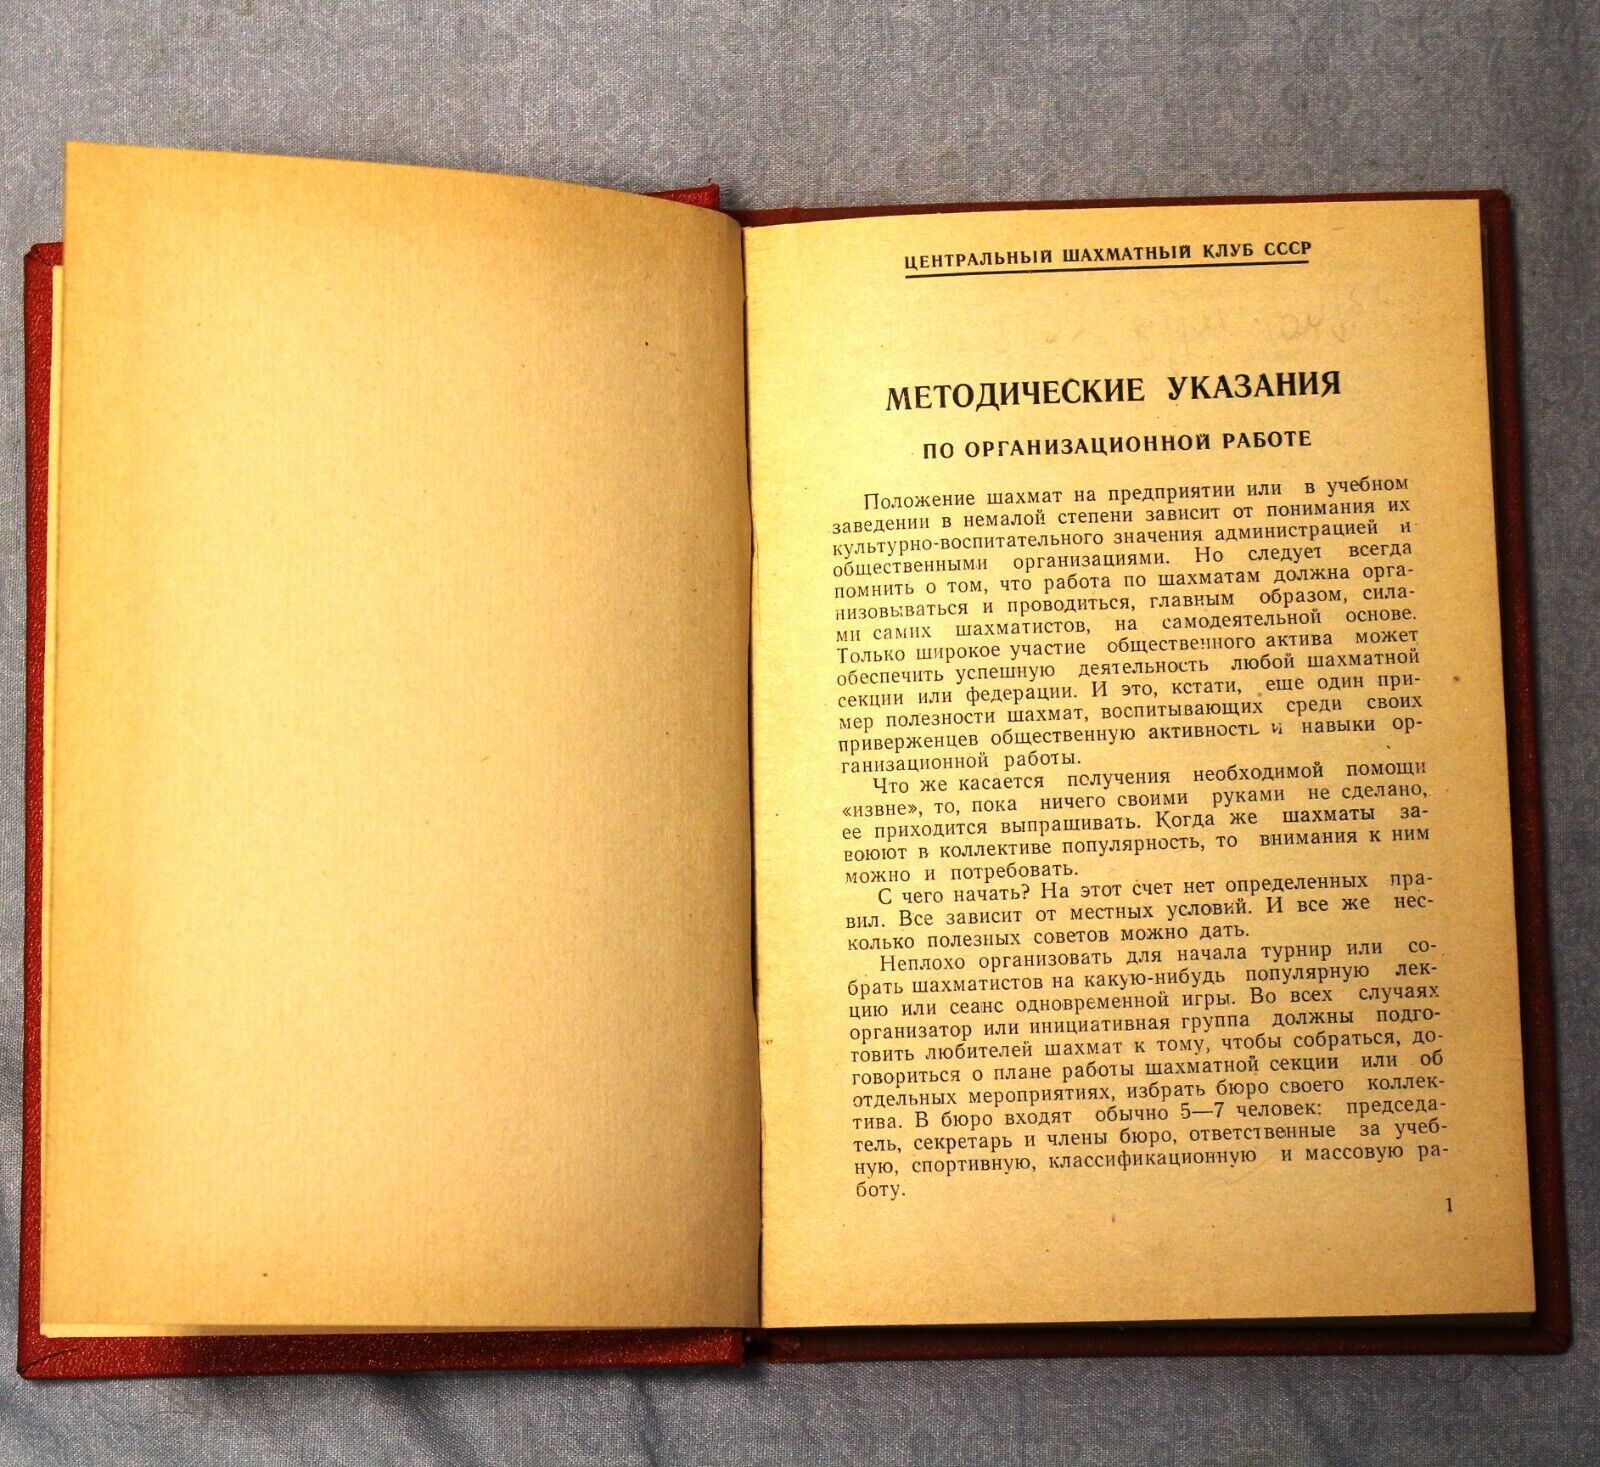 ЦЕНТРАЛЬНЫЙ ШАХМАТНЫЙ КЛУБ СССР
МЕТОДИЧЕСКИЕ УКАЗАНИЯ
ПО ОРГАНИЗАЦИОННОЙ РАБОТЕ
Положение шахмат на предприятии или в учебном
заведении в немалой степени зависит от понимания их
культурно-воспитательного значения администрацией и
общественными организациями. Но следует всегда
помнить о том, что работа по шахматам должна орга-
низовываться и проводиться, главным образом, сила-
ми самих шахматистов, на самодеятельной основе.
Только широкое участие общественного актива может
обеспечить успешную деятельность любой шахматной
секции или федерации. И это, кстати, еще один при-
мер полезности шахмат, воспитывающих среди своих
приверженцев общественную активность и навыки ор-
ганизационной работы.
Что же касается получения необходимой помощи
«извне», то, пока ничего своими руками не сделано,
ее приходится выпрашивать. Когда же шахматы за-
воюют в коллективе популярность, то внимания к ним
можно и потребовать.
С чего начать? На этот счет нет определенных пра-
вил. Все зависит от местных условий. И все же нес-
колько полезных советов можно дать.
Неплохо организовать для начала турнир или со-
брать шахматистов на какую-нибудь популярную лек-
цию или сеанс одновременной игры. Во всех случаях
организатор или инициативная группа должны подго-
товить любителей шахмат к тому, чтобы собраться, до-
говориться о плане работы шахматной секции или об
отдельных мероприятиях, избрать бюро своего коллек-
тива. В бюро входят обычно 5—7 человек: председа-
тель, секретарь и члены бюро, ответственные за учеб-
ную, спортивную, классификационную и массовую ра-
боту.
1